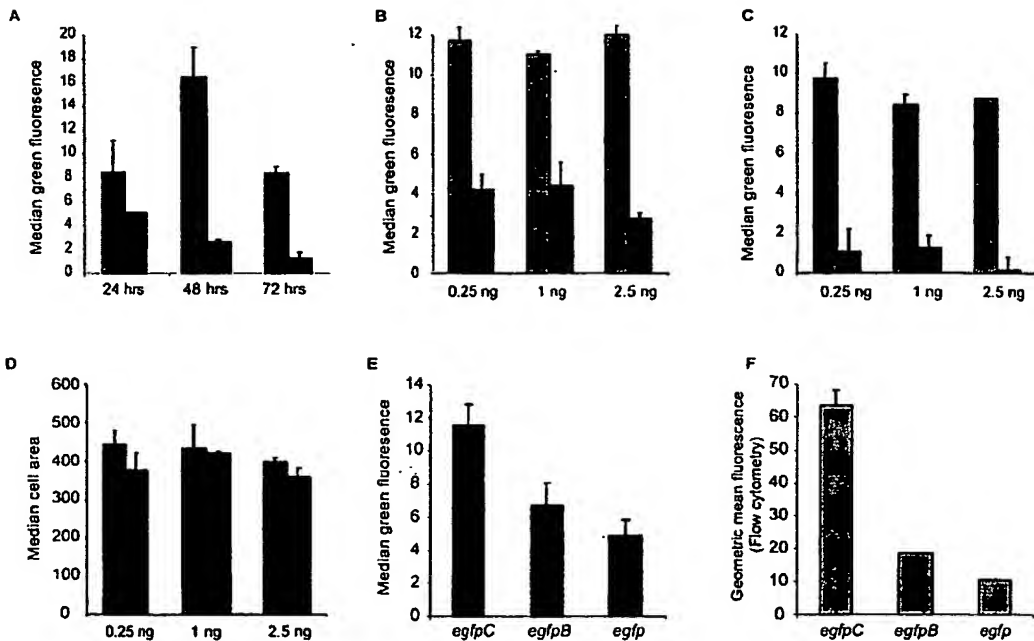 A
Median green fluoresence
20
18
16
14
12
10
8
6
4
2
0
24 hrs 48 hrs 72 hrs
B
Median green fluoresence
12
10
8
6
4
2
0
0.25 ng 1 ng 2.5 ng
C
Median green fluoresence
12
10
8
6
4
2
0
0.25 ng 1 ng 2.5 ng
D
Median cell area
600
500
400
300
200
100
0
0.25 ng 1 ng 2.5 ng
E
Median green fluoresence
14
12
10
8
6
4
2
0
egfpC egfpB egfp
F
Geometric mean fluorescence
(Flow cytometry)
70
60
50
40
30
20
10
0
egfpC egfpB egfp